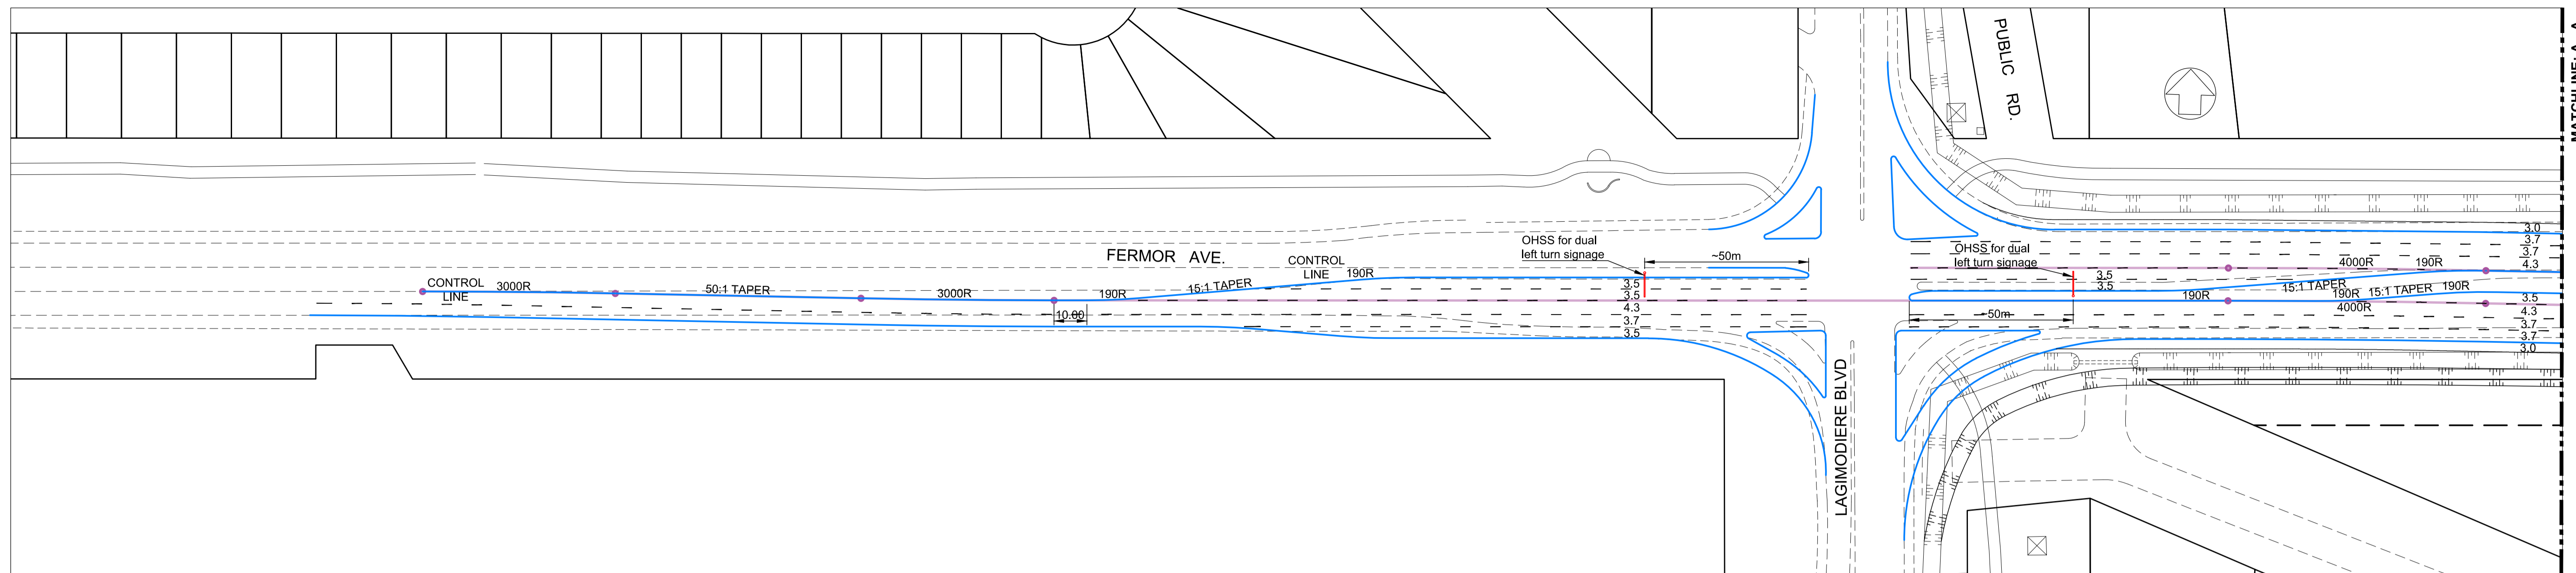 PUBLIC RD.
MATCHLINE: A
FERMOR AVE.
CONTROL
LINE
3000R
50:1 TAPER
3000R
190R
10.00
15:1 TAPER
CONTROL
LINE
190R
OHSS for dual
left turn signage
~50m
3.5
3.5
4.3
3.7
3.5
LAGIMODIERE BLVD
OHSS for dual
left turn signage
3.5
3.5
~50m
190R
15:1 TAPER
190R
4000R
190R
15:1 TAPER
190R
4000R
3.0
3.7
3.7
4.3
3.5
4.3
3.7
3.7
3.0